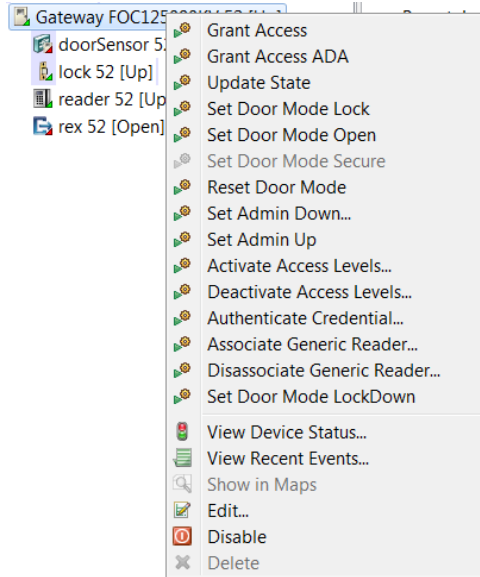 Gateway
Grant Access
doorSensor
Grant Access ADA
lock 52 [Up]
Update State
reader 52 [Up
Set Door Mode Lock
rex 52 [Open]
Set Door Mode Open
Set Door Mode Secure
Reset Door Mode
Set Admin Down...
Set Admin Up
Activate Access Levels...
Deactivate Access Levels...
Authenticate Credential...
Associate Generic Reader...
Disassociate Generic Reader...
Set Door Mode LockDown
View Device Status...
View Recent Events...
Show in Maps
Edit...
Disable
Delete